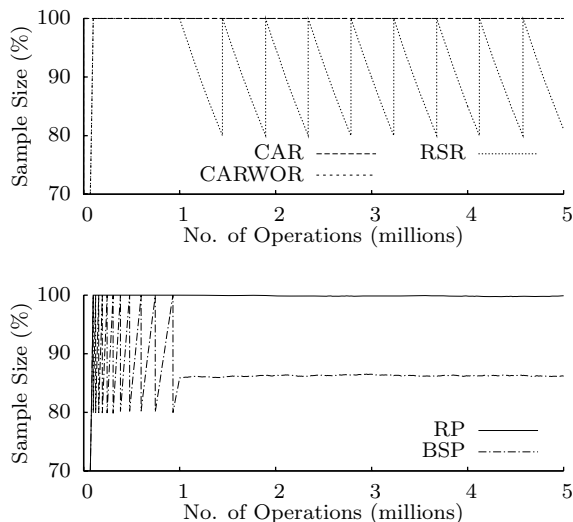 100
90
80
70
Sample Size (%)
CAR
CARWOR
RSR
0 1 2 3 4 5
No. of Operations (millions)
100
90
80
70
Sample Size (%)
RP
BSP
0 1 2 3 4 5
No. of Operations (millions)